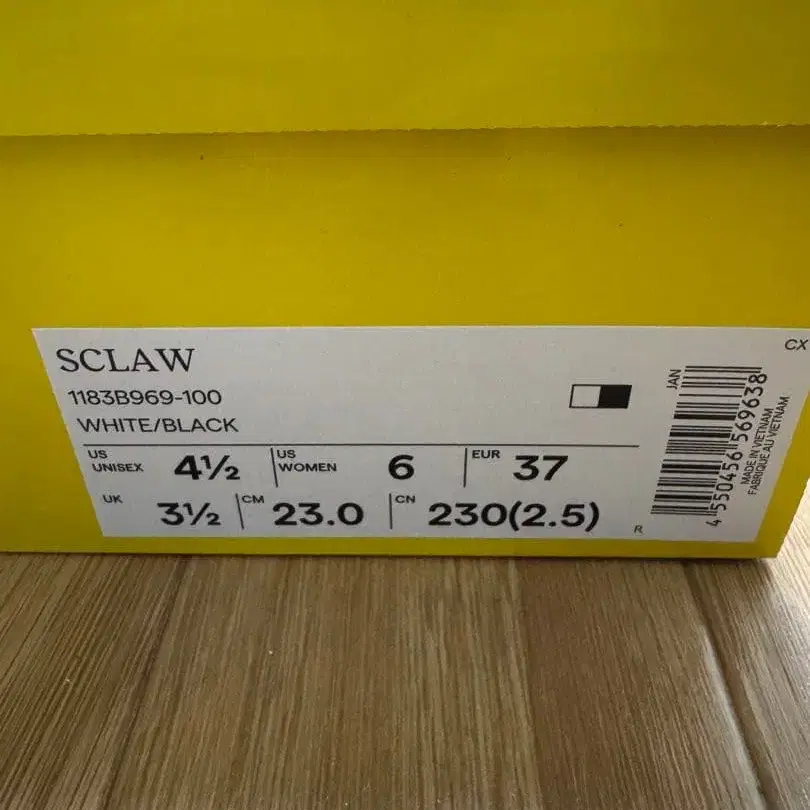 SCLAW
1183B969-100
WHITE/BLACK
US UNISEX 4½ US WOMEN 6 EUR 37
UK 3½ CM 23.0 CN 230(2.5)
R
CX
JAN
4 550456 569638
MADE IN VIETNAM
FABRIQUÉ AU VIETNAM